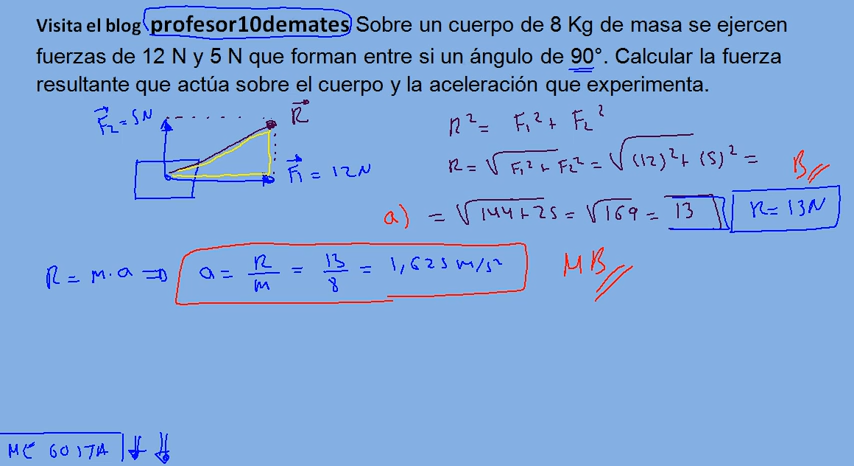 Visita el blog profesor10demates Sobre un cuerpo de 8 Kg de masa se ejercen
fuerzas de 12 N y 5 N que forman entre si un ángulo de 90°. Calcular la fuerza
resultante que actúa sobre el cuerpo y la aceleración que experimenta.
F₂ = 5N
R
F₁ = 12N
R² = F₁² + F₂²
R = √F₁² + F₂² = √(12)² + (5)² =
B
a) = √144+25 = √169 = 13
R = 13N
R = m·a ⇒ a = R/m = 13/8 = 1,625 m/s²
MB
ME GUSTA